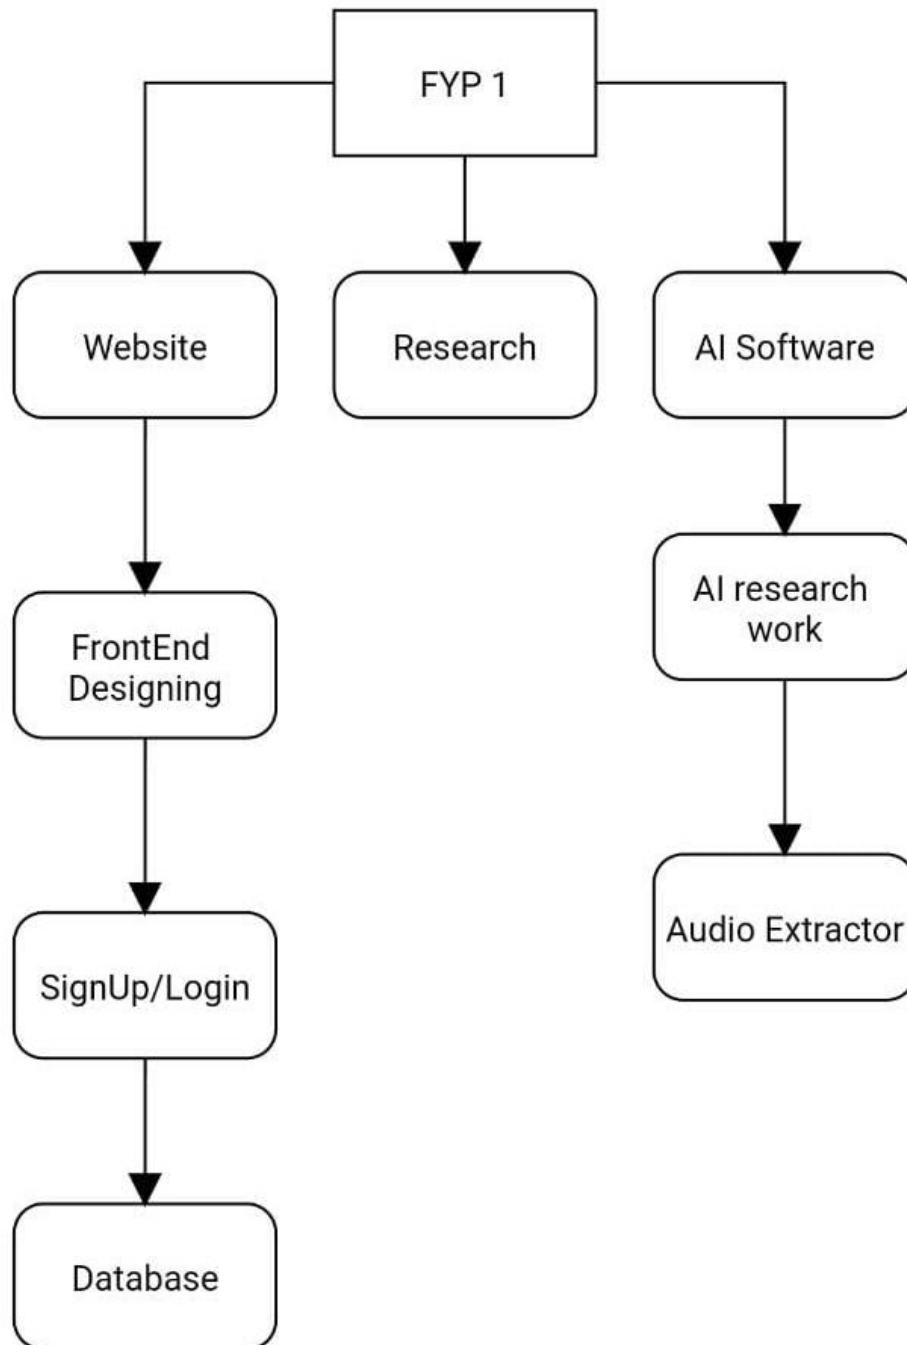 FYP 1
Website
Research
AI Software
FrontEnd
Designing
AI research
work
SignUp/Login
Audio Extractor
Database